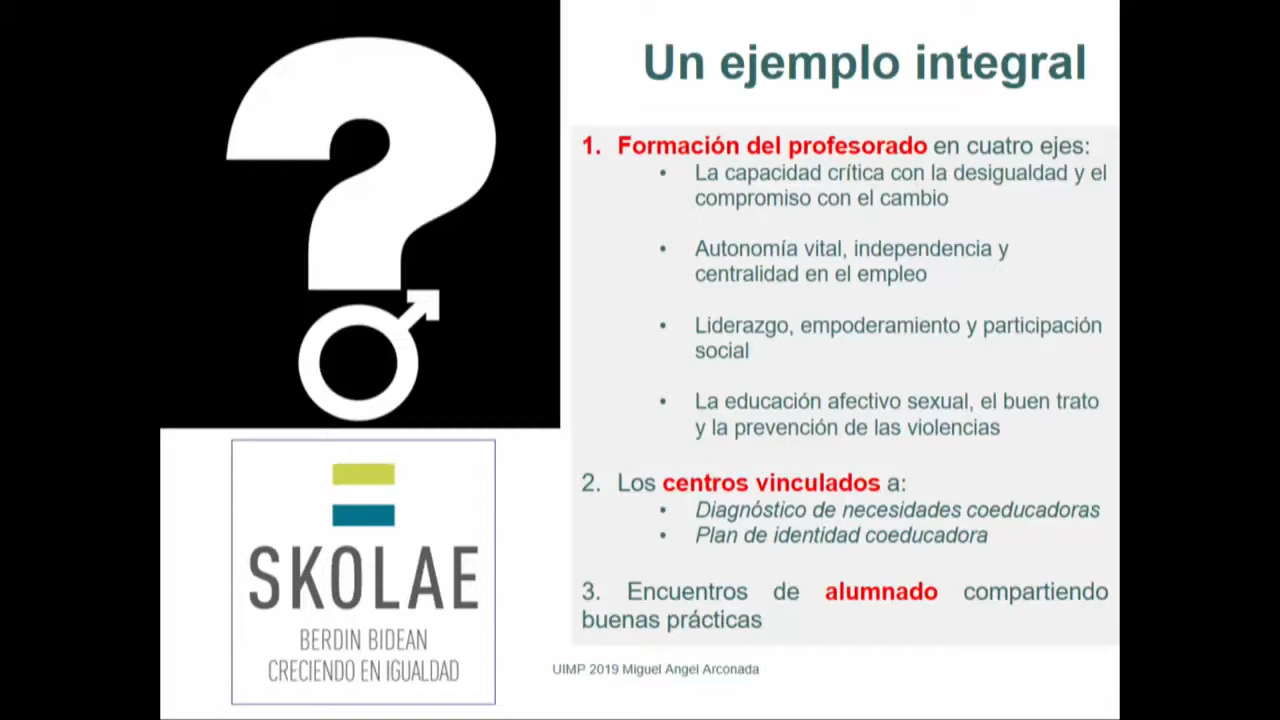 Un ejemplo integral
1. Formación del profesorado en cuatro ejes:
• La capacidad crítica con la desigualdad y el
compromiso con el cambio
• Autonomía vital, independencia y
centralidad en el empleo
• Liderazgo, empoderamiento y participación
social
• La educación afectivo sexual, el buen trato
y la prevención de las violencias
2. Los centros vinculados a:
• Diagnóstico de necesidades coeducadoras
• Plan de identidad coeducadora
3. Encuentros de alumnado compartiendo
buenas prácticas
SKOLAE
BERDIN BIDEAN
CRECIENDO EN IGUALDAD
UIMP 2019 Miguel Angel Arconada